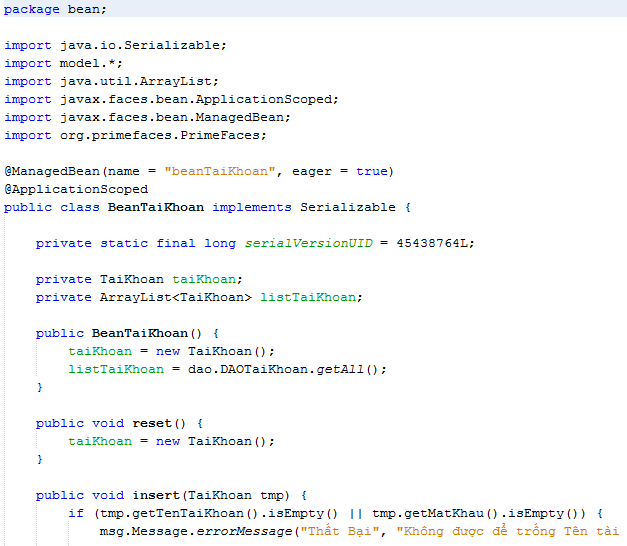 package bean;
import java.io.Serializable;
import model.*;
import java.util.ArrayList;
import javax.faces.bean.ApplicationScoped;
import javax.faces.bean.ManagedBean;
import org.primefaces.PrimeFaces;
@ManagedBean(name = "beanTaiKhoan", eager = true)
@ApplicationScoped
public class BeanTaiKhoan implements Serializable {
private static final long serialVersionUID = 45438764L;
private TaiKhoan taiKhoan;
private ArrayList<TaiKhoan> listTaiKhoan;
public BeanTaiKhoan() {
taiKhoan = new TaiKhoan();
listTaiKhoan = dao.DAOTaiKhoan.getAll();
}
public void reset() {
taiKhoan = new TaiKhoan();
}
public void insert(TaiKhoan tmp) {
if (tmp.getTenTaiKhoan().isEmpty() || tmp.getMatKhau().isEmpty()) {
msg.Message.errorMessage("Thất Bại", "Không được để trống Tên tài